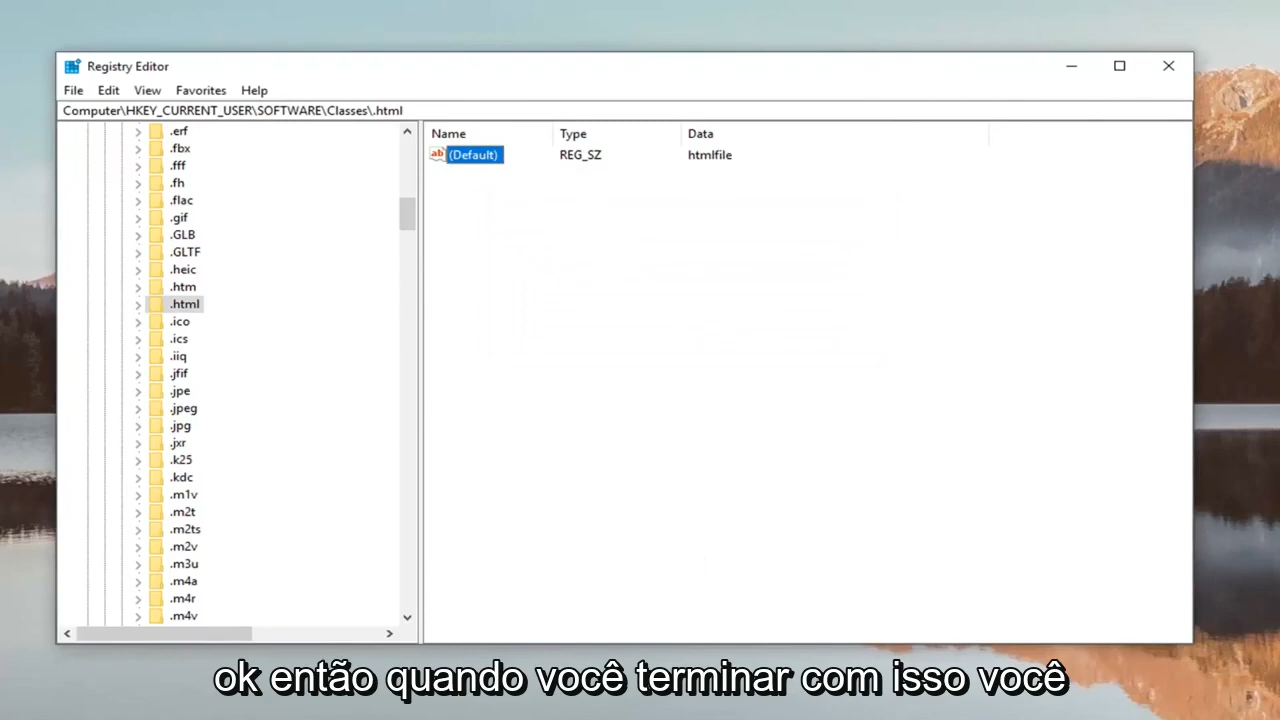 Registry Editor
File Edit View Favorites Help
Computer\HKEY_CURRENT_USER\SOFTWARE\Classes\.html
Name Type Data
ab (Default) REG_SZ htmlfile
.erf
.fbx
.fff
.fh
.flac
.gif
.GLB
.GLTF
.heic
.htm
.html
.ico
.ics
.iiq
.jfif
.jpe
.jpeg
.jpg
.jxr
.k25
.kdc
.m1v
.m2t
.m2ts
.m2v
.m3u
.m4a
.m4r
.m4v
ok então quando você terminar com isso você